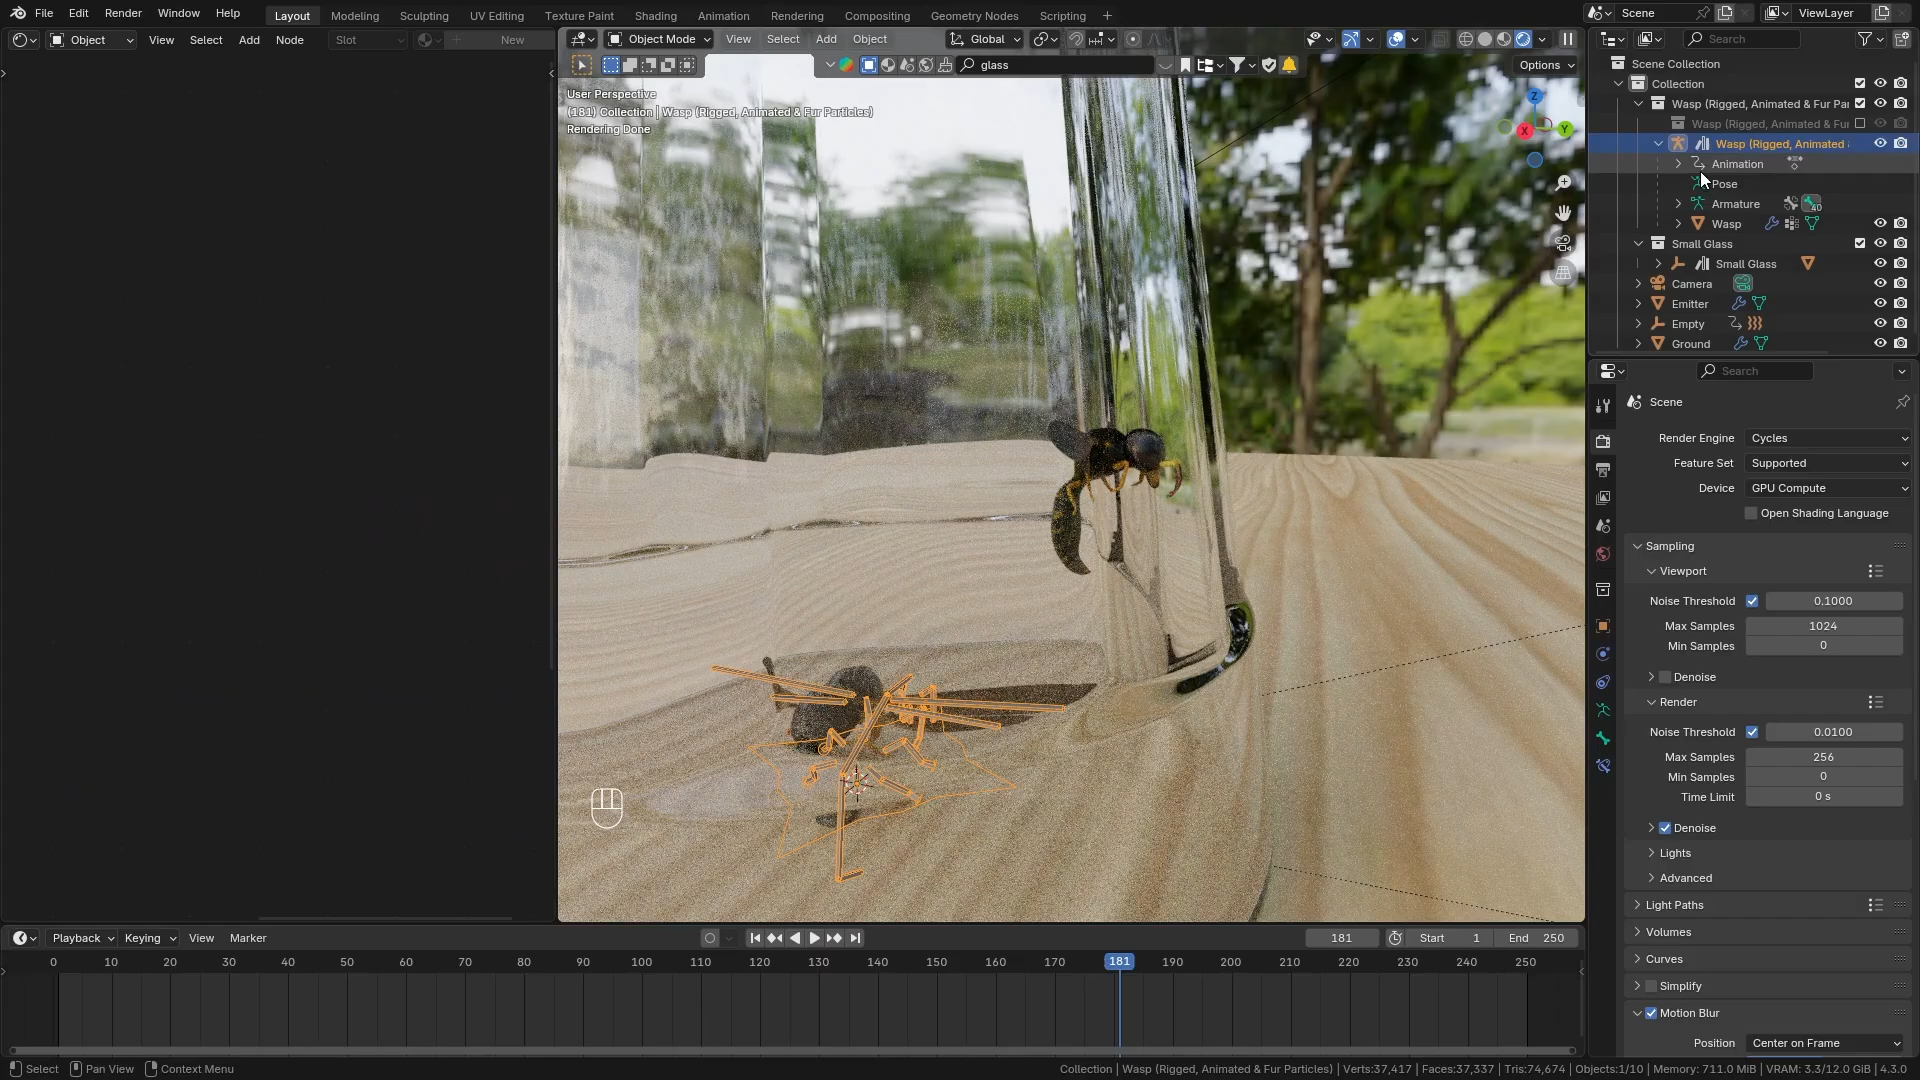 File Edit Render Window Help
Layout Modeling Sculpting UV Editing Texture Paint Shading Animation Rendering Compositing Geometry Nodes Scripting +
Scene ViewLayer
Object View Select Add Node Slot New
Object Mode View Select Add Object Global
glass Options
User Perspective
(181) Collection | Wasp (Rigged, Animated & Fur Particles)
Rendering Done
Z
X
Y
Search
Scene Collection
Collection
Wasp (Rigged, Animated & Fur Par
Wasp (Rigged, Animated & Fur
Wasp (Rigged, Animated
Animation
Pose
Armature 40
Wasp
Small Glass
Small Glass
Camera
Emitter
Empty
Ground
Search
Scene
Render Engine Cycles
Feature Set Supported
Device GPU Compute
Open Shading Language
Sampling
Viewport
Noise Threshold 0.1000
Max Samples 1024
Min Samples 0
Denoise
Render
Noise Threshold 0.0100
Max Samples 256
Min Samples 0
Time Limit 0 s
Denoise
Lights
Advanced
Light Paths
Volumes
Curves
Simplify
Motion Blur
Position Center on Frame
Playback Keying View Marker
181 Start 1 End 250
0 10 20 30 40 50 60 70 80 90 100 110 120 130 140 150 160 170 181 190 200 210 220 230 240 250
Select Pan View Context Menu
Collection | Wasp (Rigged, Animated & Fur Particles) | Verts:37,417 | Faces:37,337 | Tris:74,674 | Objects:1/10 | Memory: 711.0 MiB | VRAM: 3.3/12.0 GiB | 4.3.0